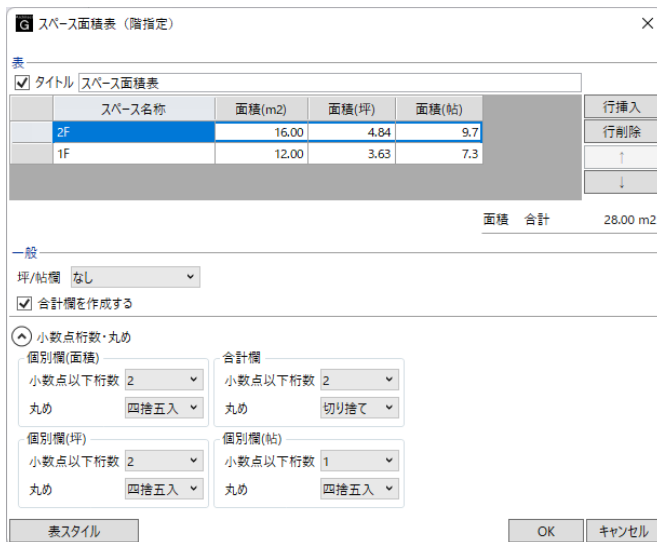 G スペース面積表（階指定）
表
タイトル スペース面積表
スペース名称 面積(m2) 面積(坪) 面積(帖)
2F 16.00 4.84 9.7
1F 12.00 3.63 7.3
行挿入
行削除
↑
↓
面積 合計 28.00 m2
一般
坪/帖欄 なし
合計欄を作成する
小数点桁数・丸め
個別欄(面積)
小数点以下桁数 2
丸め 四捨五入
合計欄
小数点以下桁数 2
丸め 切り捨て
個別欄(坪)
小数点以下桁数 2
丸め 四捨五入
個別欄(帖)
小数点以下桁数 1
丸め 四捨五入
表スタイル OK キャンセル